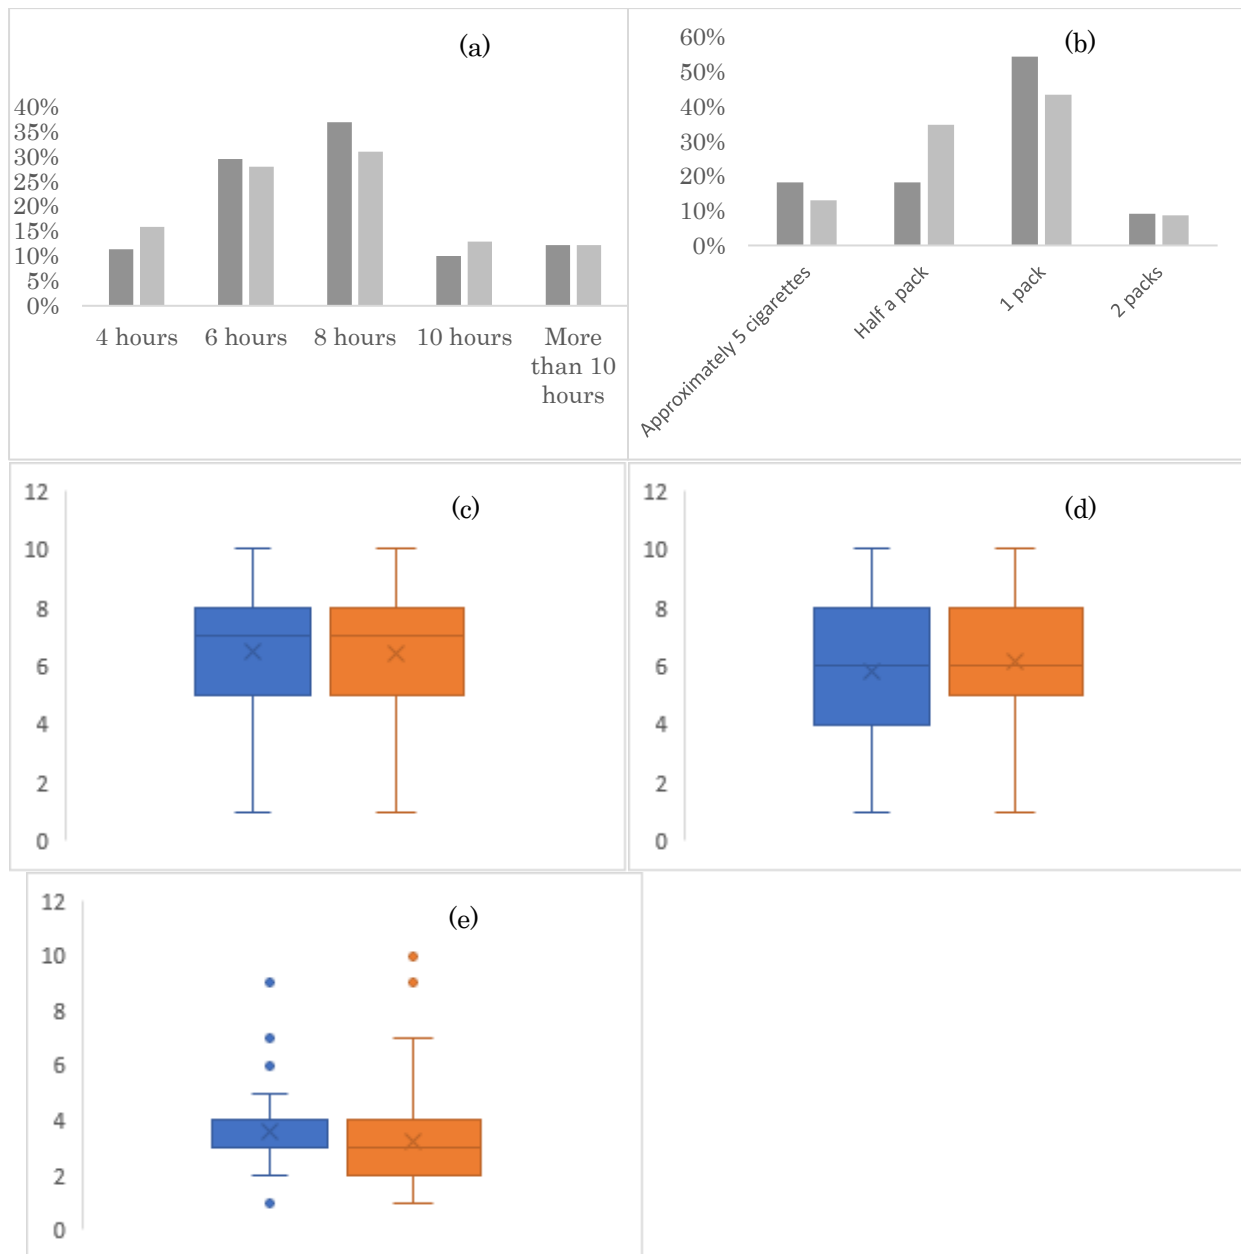 (a)
40%
35%
30%
25%
20%
15%
10%
5%
0%
4 hours
6 hours
8 hours
10 hours
More
than 10
hours
(b)
60%
50%
40%
30%
20%
10%
0%
Approximately 5 cigarettes
Half a pack
1 pack
2 packs
(c)
12
10
8
6
4
2
0
(d)
12
10
8
6
4
2
0
(e)
12
10
8
6
4
2
0